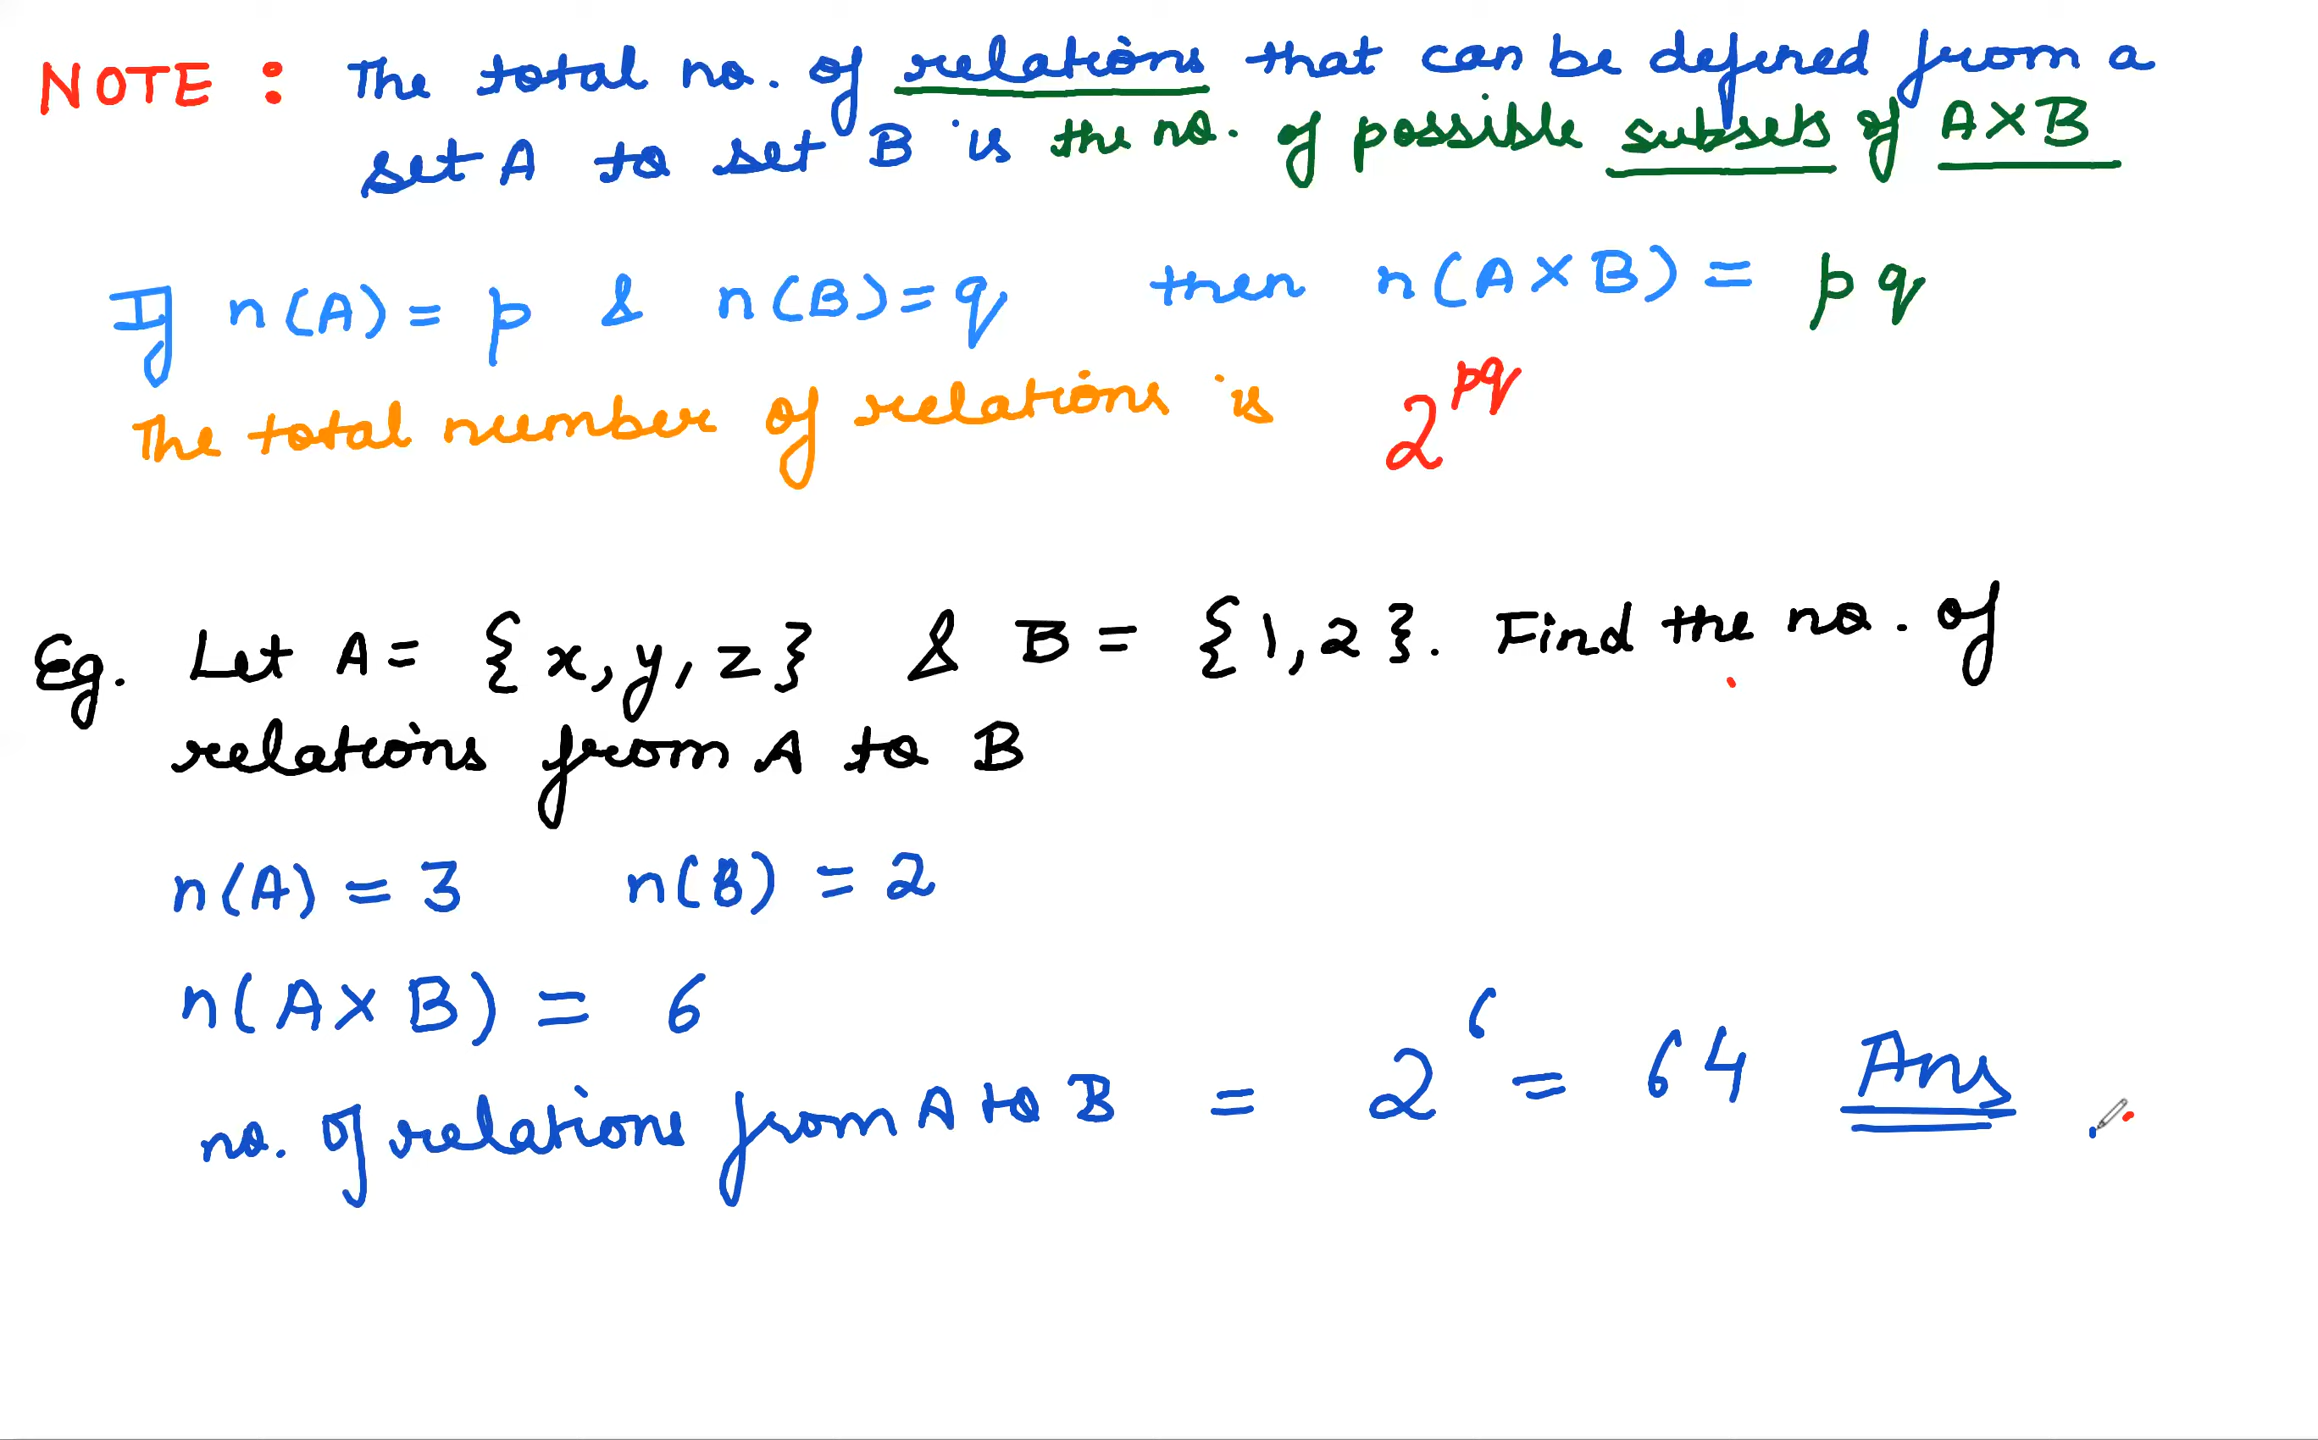 NOTE : The total no. of relations that can be defined from a
set A to set B is the no. of possible subsets of A×B
If n(A) = p & n(B) = q then n(A×B) = pq
The total number of relations is 2^pq
Eg. Let A = {x, y, z} & B = {1, 2}. Find the no. of
relations from A to B
n(A) = 3 n(B) = 2
n(A×B) = 6
no. of relations from A to B = 2^6 = 64 Ans